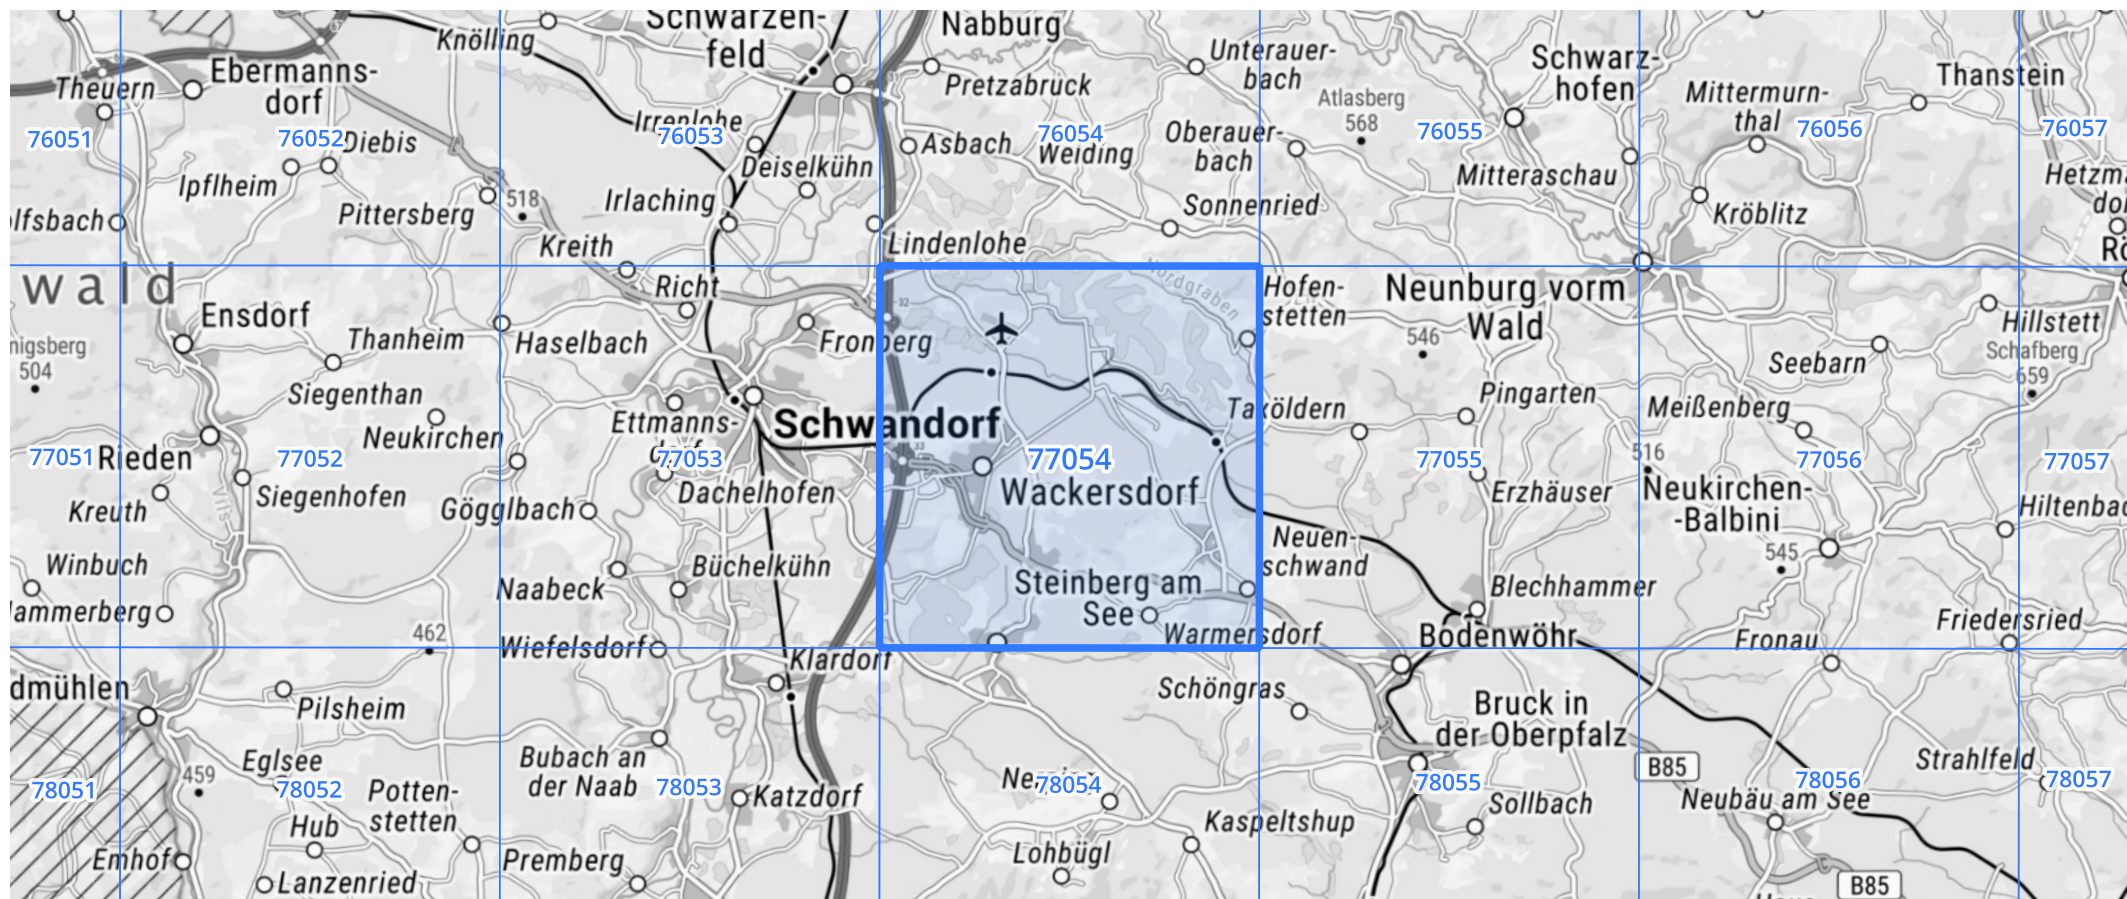 Knölling
Schwarzen-
feld
Nabburg
Unterauer-
bach
Schwarz-
hofen
Thanstein
Theuern
Ebermanns-
dorf
Pretzabruck
Atlasberg
568
Mittermurn-
thal
76051
76052
Diebis
Irrenlohe
76053
Asbach
76054
Weiding
Oberauer-
bach
76055
76056
76057
Ipflheim
Pittersberg
518
Deiselkühn
Irlaching
Sonnenried
Mitteraschau
Kröblitz
Kreith
Lindenlohe
wald
Ensdorf
Richt
32
Nordgraben
Hofen-
stetten
Neunburg vorm
Wald
546
Hillstett
Schafberg
659
504
Thanheim
Haselbach
Fronberg
Seebarn
Siegenthan
Neukirchen
Ettmanns-
dorf
Schwandorf
33
Taxöldern
Pingarten
Meißenberg
516
77051
Rieden
77052
77053
77054
77055
77056
77057
Kreuth
Vils
Siegenhofen
Gögglbach
Dachelhofen
Wackersdorf
Erzhäuser
Neukirchen-
-Balbini
545
Winbuch
Naabeck
Büchelkühn
Steinberg am
See
Neuen-
schwand
Blechhammer
462
Wiefelsdorf
Klardorf
Warmersdorf
Bodenwöhr
Fronau
Friedersried
Pilsheim
Schöngras
Bruck in
der Oberpfalz
Bubach an
der Naab
Eglsee
459
B85
Strahlfeld
78051
78052
Potten-
stetten
78053
Katzdorf
78054
78055
78056
78057
Neubäu am See
Hub
Sollbach
Kaspeltshup
Emhof
Lanzenried
Premberg
Lohbügl
B85